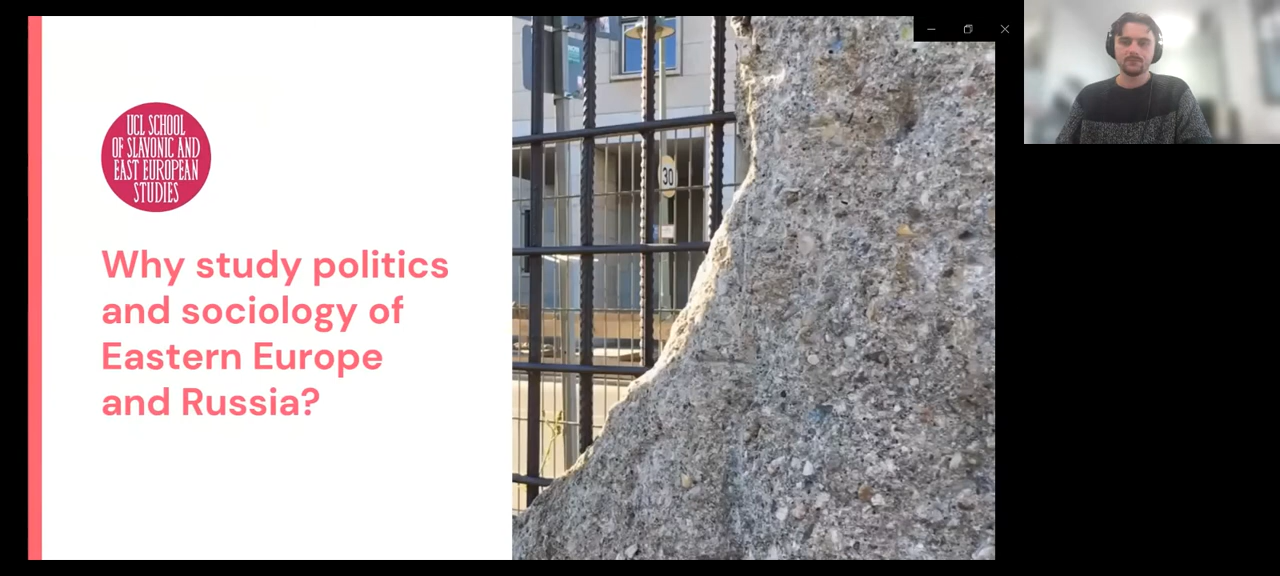 UCL SCHOOL
OF SLAVONIC AND
EAST EUROPEAN
STUDIES
Why study politics
and sociology of
Eastern Europe
and Russia?
30